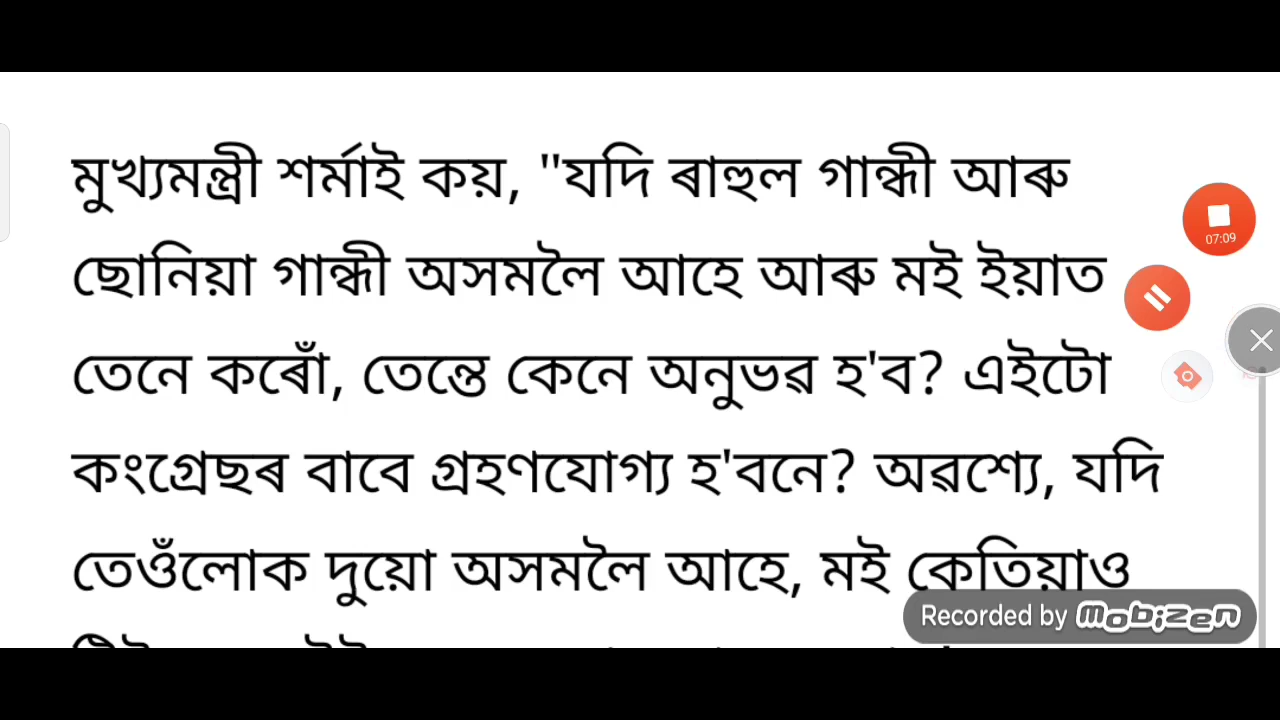 মুখ্যমন্ত্ৰী শৰ্মাই কয়, "যদি ৰাহুল গান্ধী আৰু
ছোনিয়া গান্ধী অসমলৈ আহে আৰু মই ইয়াত
তেনে কৰোঁ, তেন্তে কেনে অনুভৱ হ'ব? এইটো
কংগ্ৰেছৰ বাবে গ্ৰহণযোগ্য হ'বনে? অৱশ্যে, যদি
তেওঁলোক দুয়ো অসমলৈ আহে, মই কেতিয়াও
07:09
Recorded by mobizen